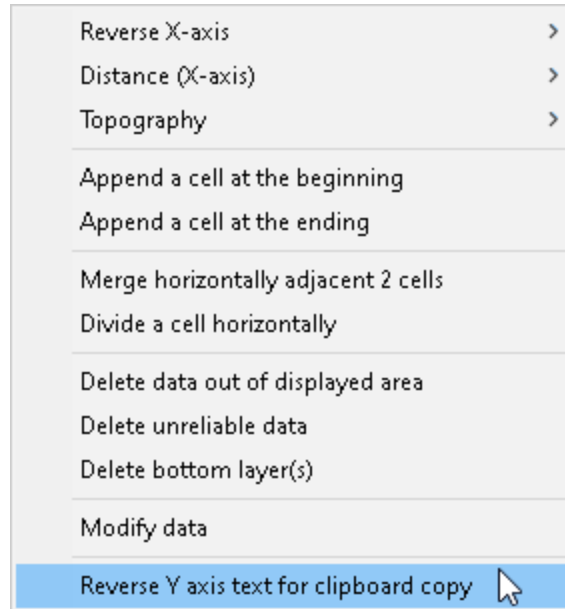 Reverse X-axis
Distance (X-axis)
Topography
Append a cell at the beginning
Append a cell at the ending
Merge horizontally adjacent 2 cells
Divide a cell horizontally
Delete data out of displayed area
Delete unreliable data
Delete bottom layer(s)
Modify data
Reverse Y axis text for clipboard copy